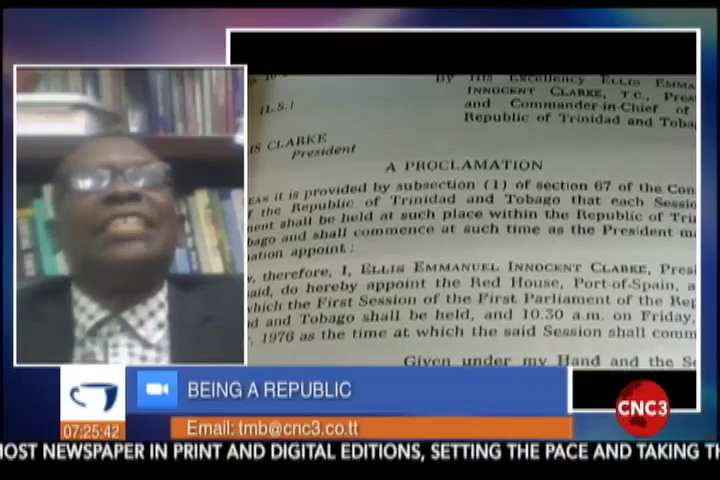 By His Excellency ELLIS EMMA
INNOCENT CLARKE, T.C., Pres
and Commander-in-Chief of
Republic of Trinidad and Toba
(L.S.)
IS CLARKE
President
A PROCLAMATION
EAS it is provided by subsection (1) of section 67 of the Con
f the Republic of Trinidad and Tobago that each Sessio
ent shall be held at such place within the Republic of Tri
bago and shall commence at such time as the President m
ation appoint :
, therefore, I, ELLIS EMMANUEL INNOCENT CLARKE, Presi
aid, do hereby appoint the Red House, Port-of-Spain, a
which the First Session of the First Parliament of the Rep
d and Tobago shall be held, and 10.30 a.m. on Friday,
, 1976 as the time at which the said Session shall comm
Given under my Hand and the Se
BEING A REPUBLIC
CNC3
07:25:42
Email: tmb@cnc3.co.tt
MOST NEWSPAPER IN PRINT AND DIGITAL EDITIONS, SETTING THE PACE AND TAKING TH